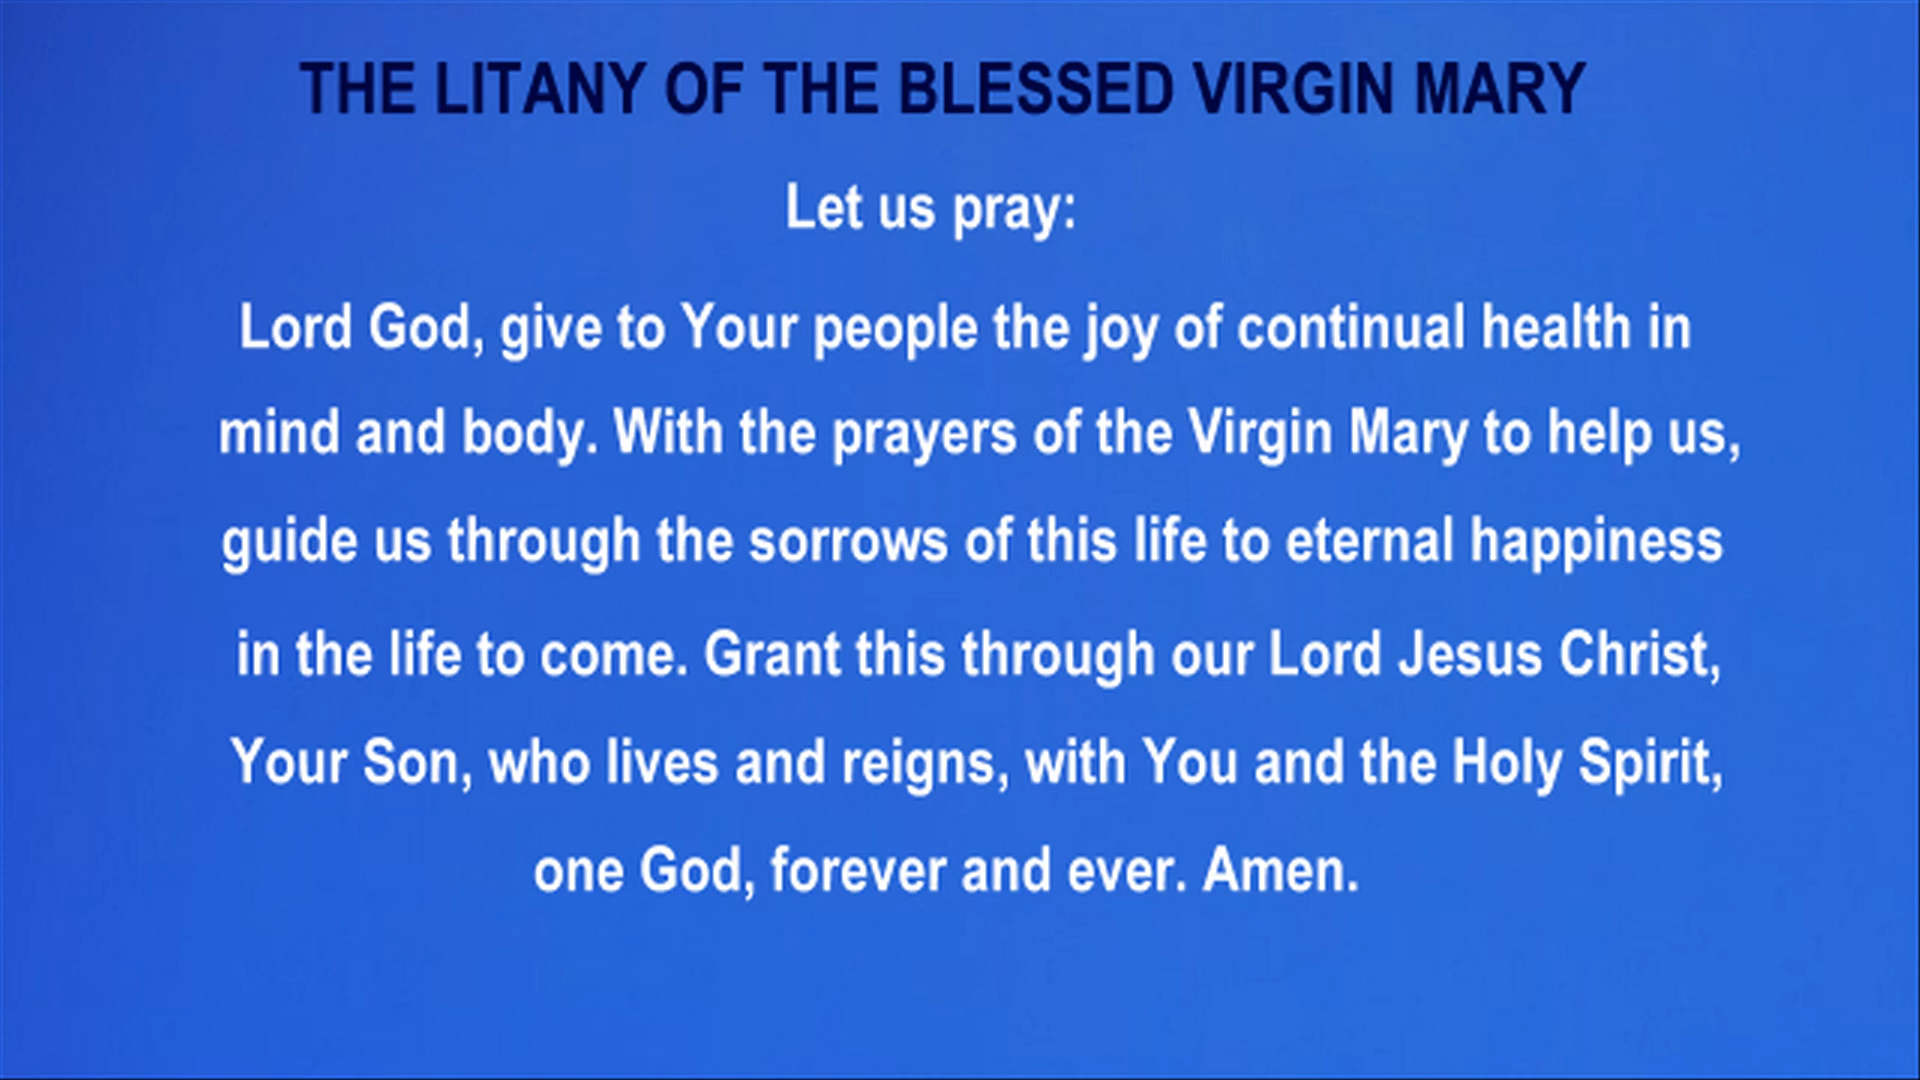 THE LITANY OF THE BLESSED VIRGIN MARY
Let us pray:
Lord God, give to Your people the joy of continual health in
mind and body. With the prayers of the Virgin Mary to help us,
guide us through the sorrows of this life to eternal happiness
in the life to come. Grant this through our Lord Jesus Christ,
Your Son, who lives and reigns, with You and the Holy Spirit,
one God, forever and ever. Amen.